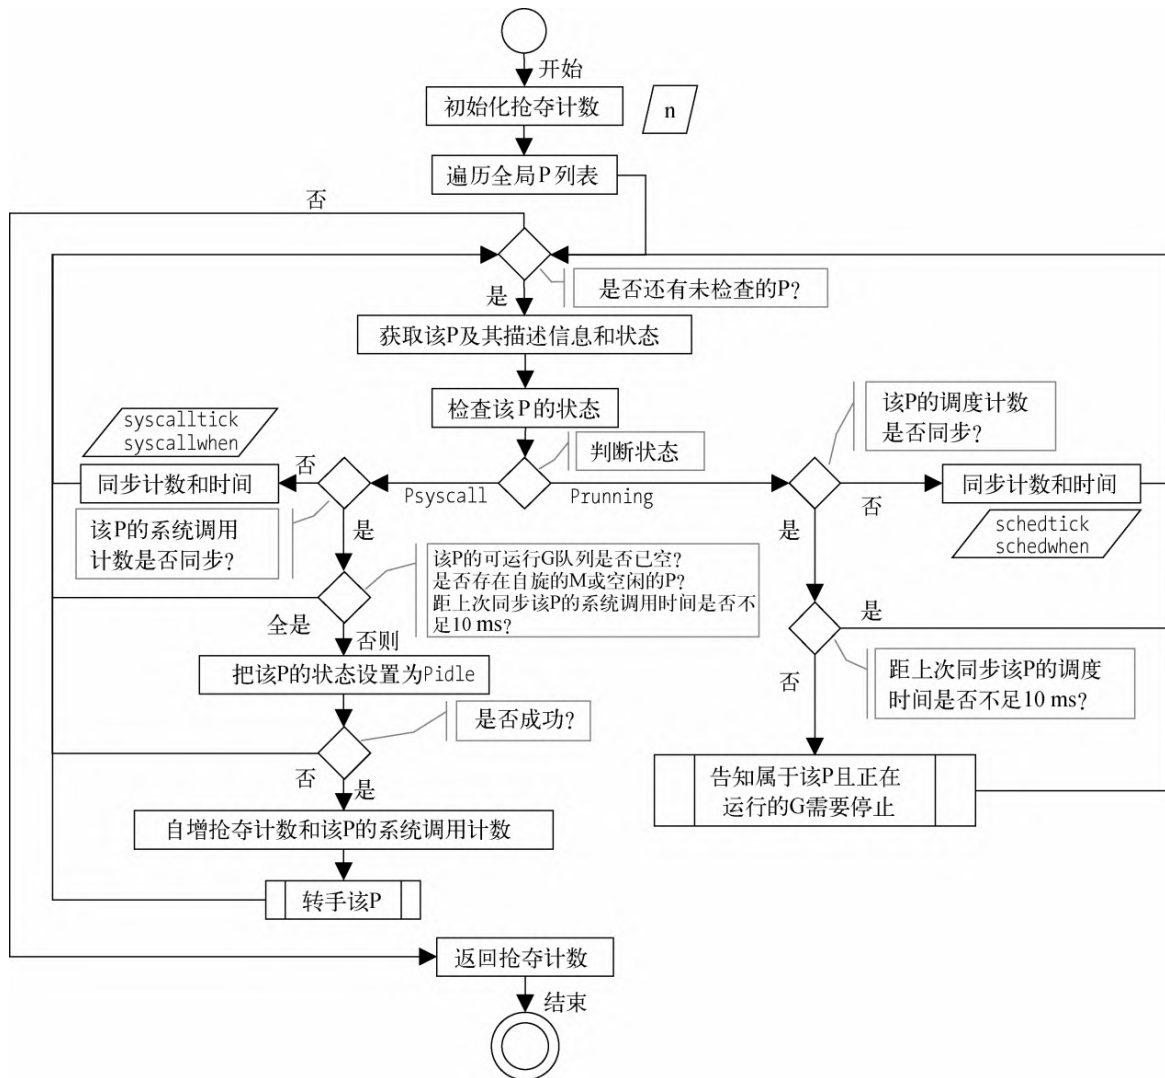 开始
初始化抢夺计数
n
遍历全局P列表
否
是否还有未检查的P?
是
获取该P及其描述信息和状态
检查该P的状态
判断状态
Psyscall
Prunning
syscalltick
syscallwhen
否
同步计数和时间
该P的系统调用
计数是否同步?
是
该P的可运行G队列是否已空?
是否存在自旋的M或空闲的P?
距上次同步该P的系统调用时间是否不
足10 ms?
全是
否则
把该P的状态设置为Pidle
是否成功?
否
是
自增抢夺计数和该P的系统调用计数
转手该P
该P的调度计数
是否同步?
否
同步计数和时间
schedtick
schedwhen
是
是
距上次同步该P的调度
时间是否不足10 ms?
否
告知属于该P且正在
运行的G需要停止
返回抢夺计数
结束